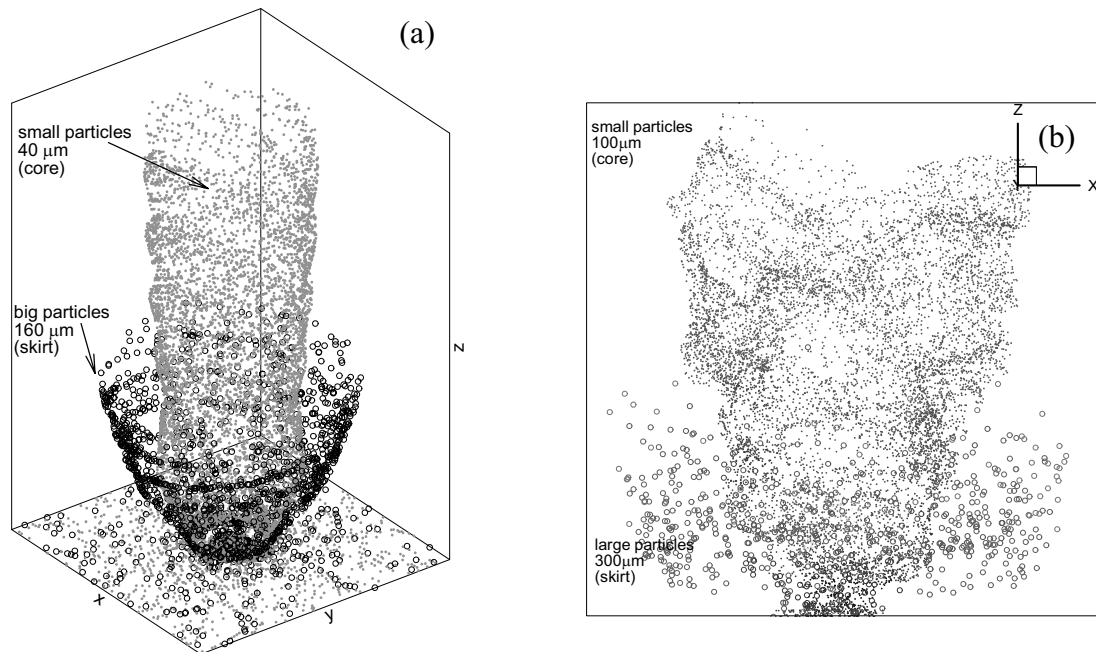 (a)
small particles
40 μm
(core)
big particles
160 μm
(skirt)
z
x
y
(b)
small particles
100μm
(core)
Z
Y
X
large particles
300μm
(skirt)